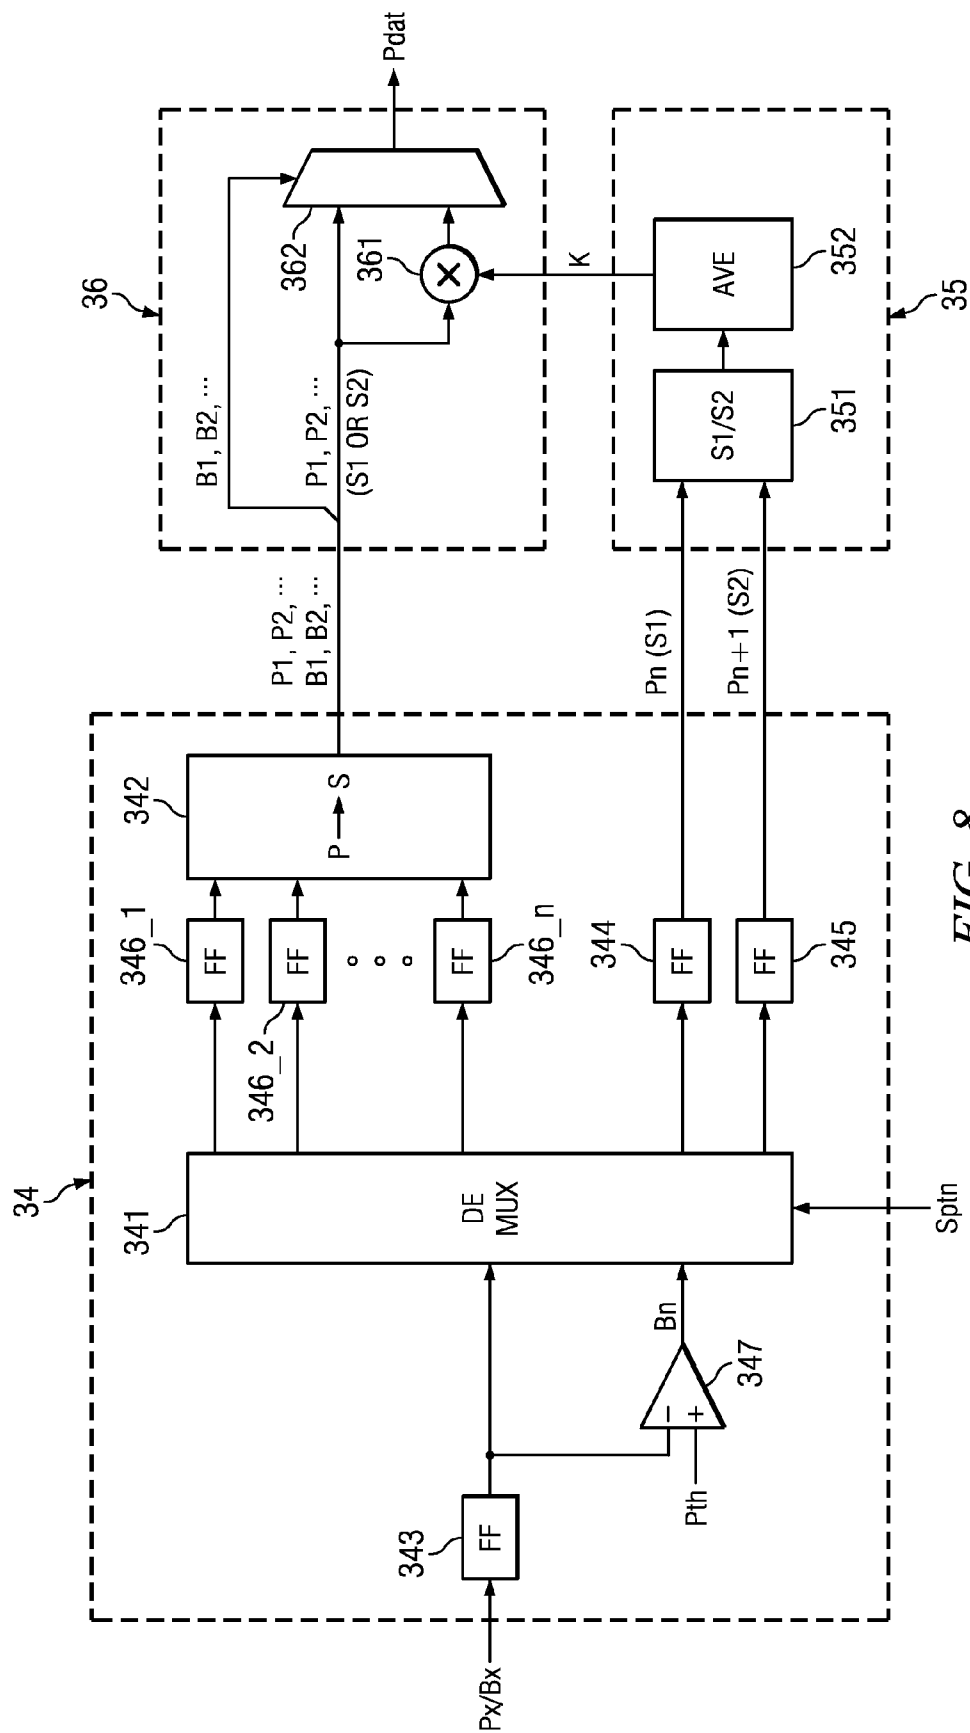 34
341
DE
MUX
Sptn
Px/Bx
343
FF
Pth
−
+
347
Bn
346_1
FF
346_2
FF
346_n
FF
344
FF
345
FF
342
P
S
P1, P2, ...
B1, B2, ...
Pn (S1)
Pn+1 (S2)
36
B1, B2, ...
P1, P2, ...
(S1 OR S2)
362
361
×
Pdat
K
35
S1/S2
351
AVE
352
FIG. 8